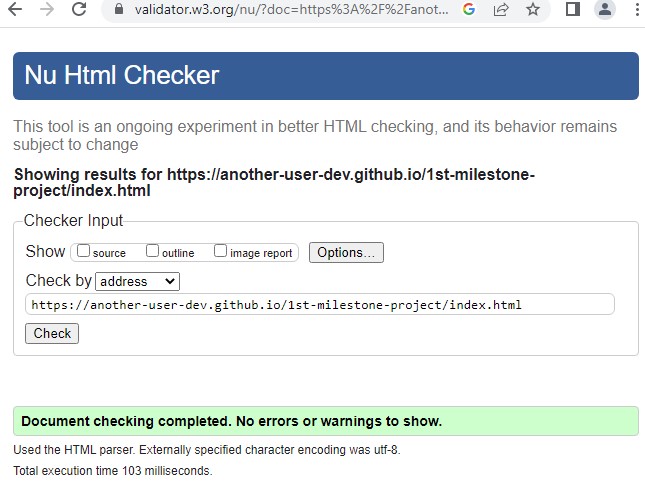 validator.w3.org/nu/?doc=https%3A%2F%2Fanot...
Nu Html Checker
This tool is an ongoing experiment in better HTML checking, and its behavior remains
subject to change
Showing results for https://another-user-dev.github.io/1st-milestone-
project/index.html
Checker Input
Show source outline image report Options...
Check by address
https://another-user-dev.github.io/1st-milestone-project/index.html
Check
Document checking completed. No errors or warnings to show.
Used the HTML parser. Externally specified character encoding was utf-8.
Total execution time 103 milliseconds.